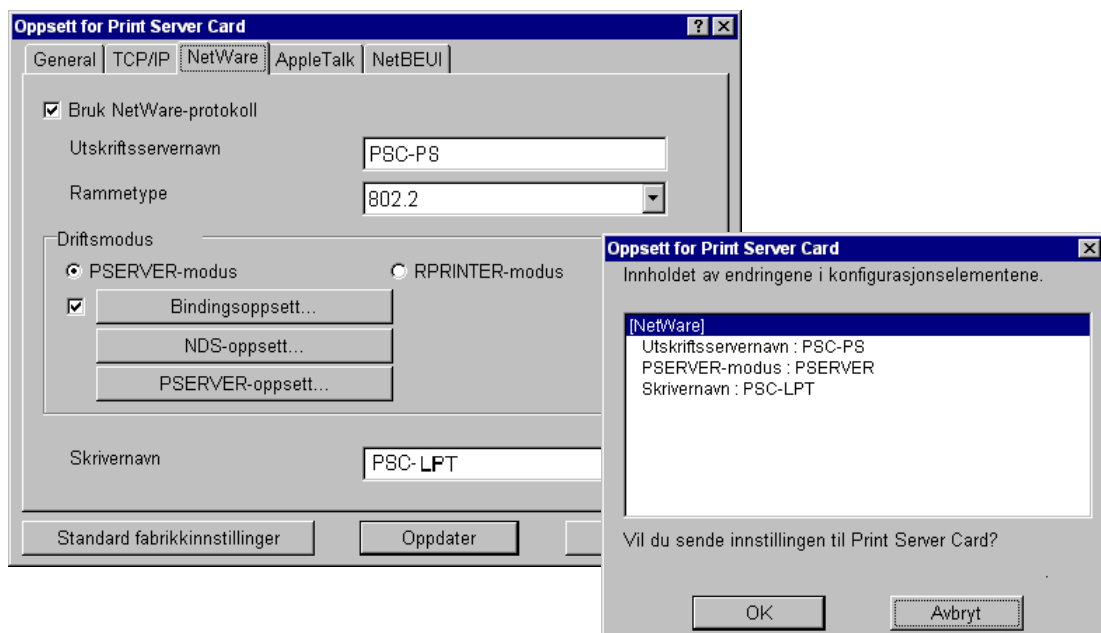 Oppsett for Print Server Card
General TCP/IP NetWare AppleTalk NetBEUI
Bruk NetWare-protokoll
Utskriftsservernavn PSC-PS
Rammetype 802.2
Driftsmodus
PSERVER-modus RPRINTER-modus
Bindingsoppsett...
NDS-oppsett...
PSERVER-oppsett...
Skrivernavn PSC-LPT
Standard fabrikkinnstillinger Oppdater
Oppsett for Print Server Card
Innholdet av endringene i konfigurasjonselementene.
[NetWare]
Utskriftsservernavn : PSC-PS
PSERVER-modus : PSERVER
Skrivernavn : PSC-LPT
Vil du sende innstillingen til Print Server Card?
OK Avbryt